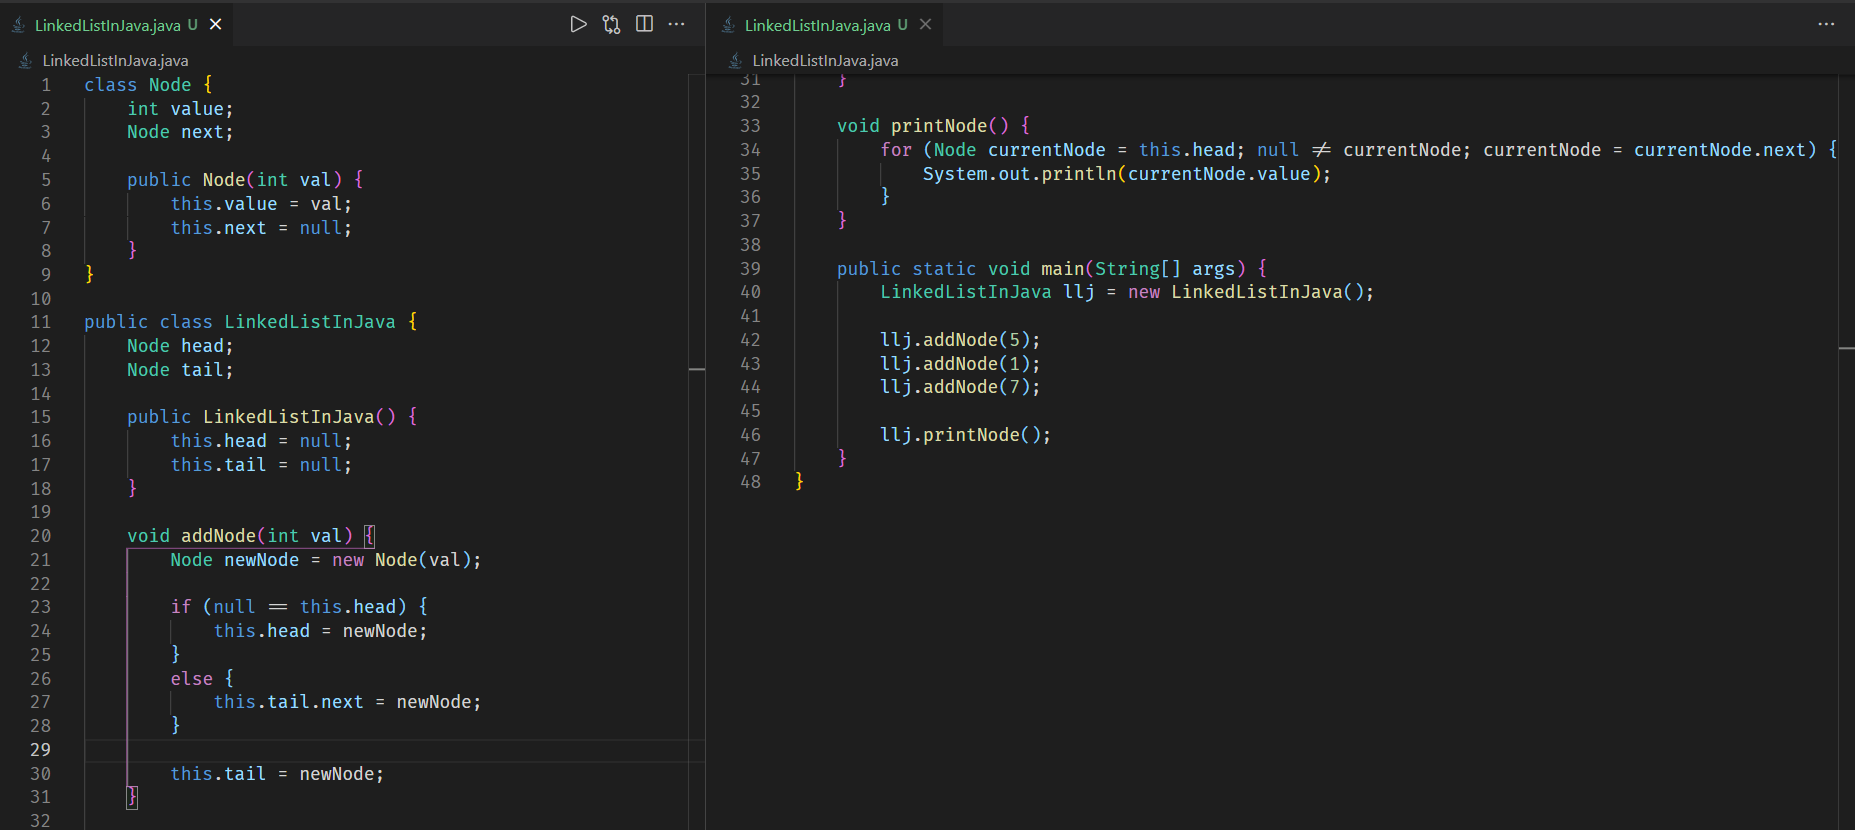 LinkedListInJava.java U
LinkedListInJava.java
1 class Node {
2     int value;
3     Node next;
4
5     public Node(int val) {
6         this.value = val;
7         this.next = null;
8     }
9 }
10
11 public class LinkedListInJava {
12     Node head;
13     Node tail;
14
15     public LinkedListInJava() {
16         this.head = null;
17         this.tail = null;
18     }
19
20     void addNode(int val) {
21         Node newNode = new Node(val);
22
23         if (null == this.head) {
24             this.head = newNode;
25         }
26         else {
27             this.tail.next = newNode;
28         }
29
30         this.tail = newNode;
31     }
32
LinkedListInJava.java U
LinkedListInJava.java
31     }
32
33     void printNode() {
34         for (Node currentNode = this.head; null != currentNode; currentNode = currentNode.next) {
35             System.out.println(currentNode.value);
36         }
37     }
38
39     public static void main(String[] args) {
40         LinkedListInJava llj = new LinkedListInJava();
41
42         llj.addNode(5);
43         llj.addNode(1);
44         llj.addNode(7);
45
46         llj.printNode();
47     }
48 }